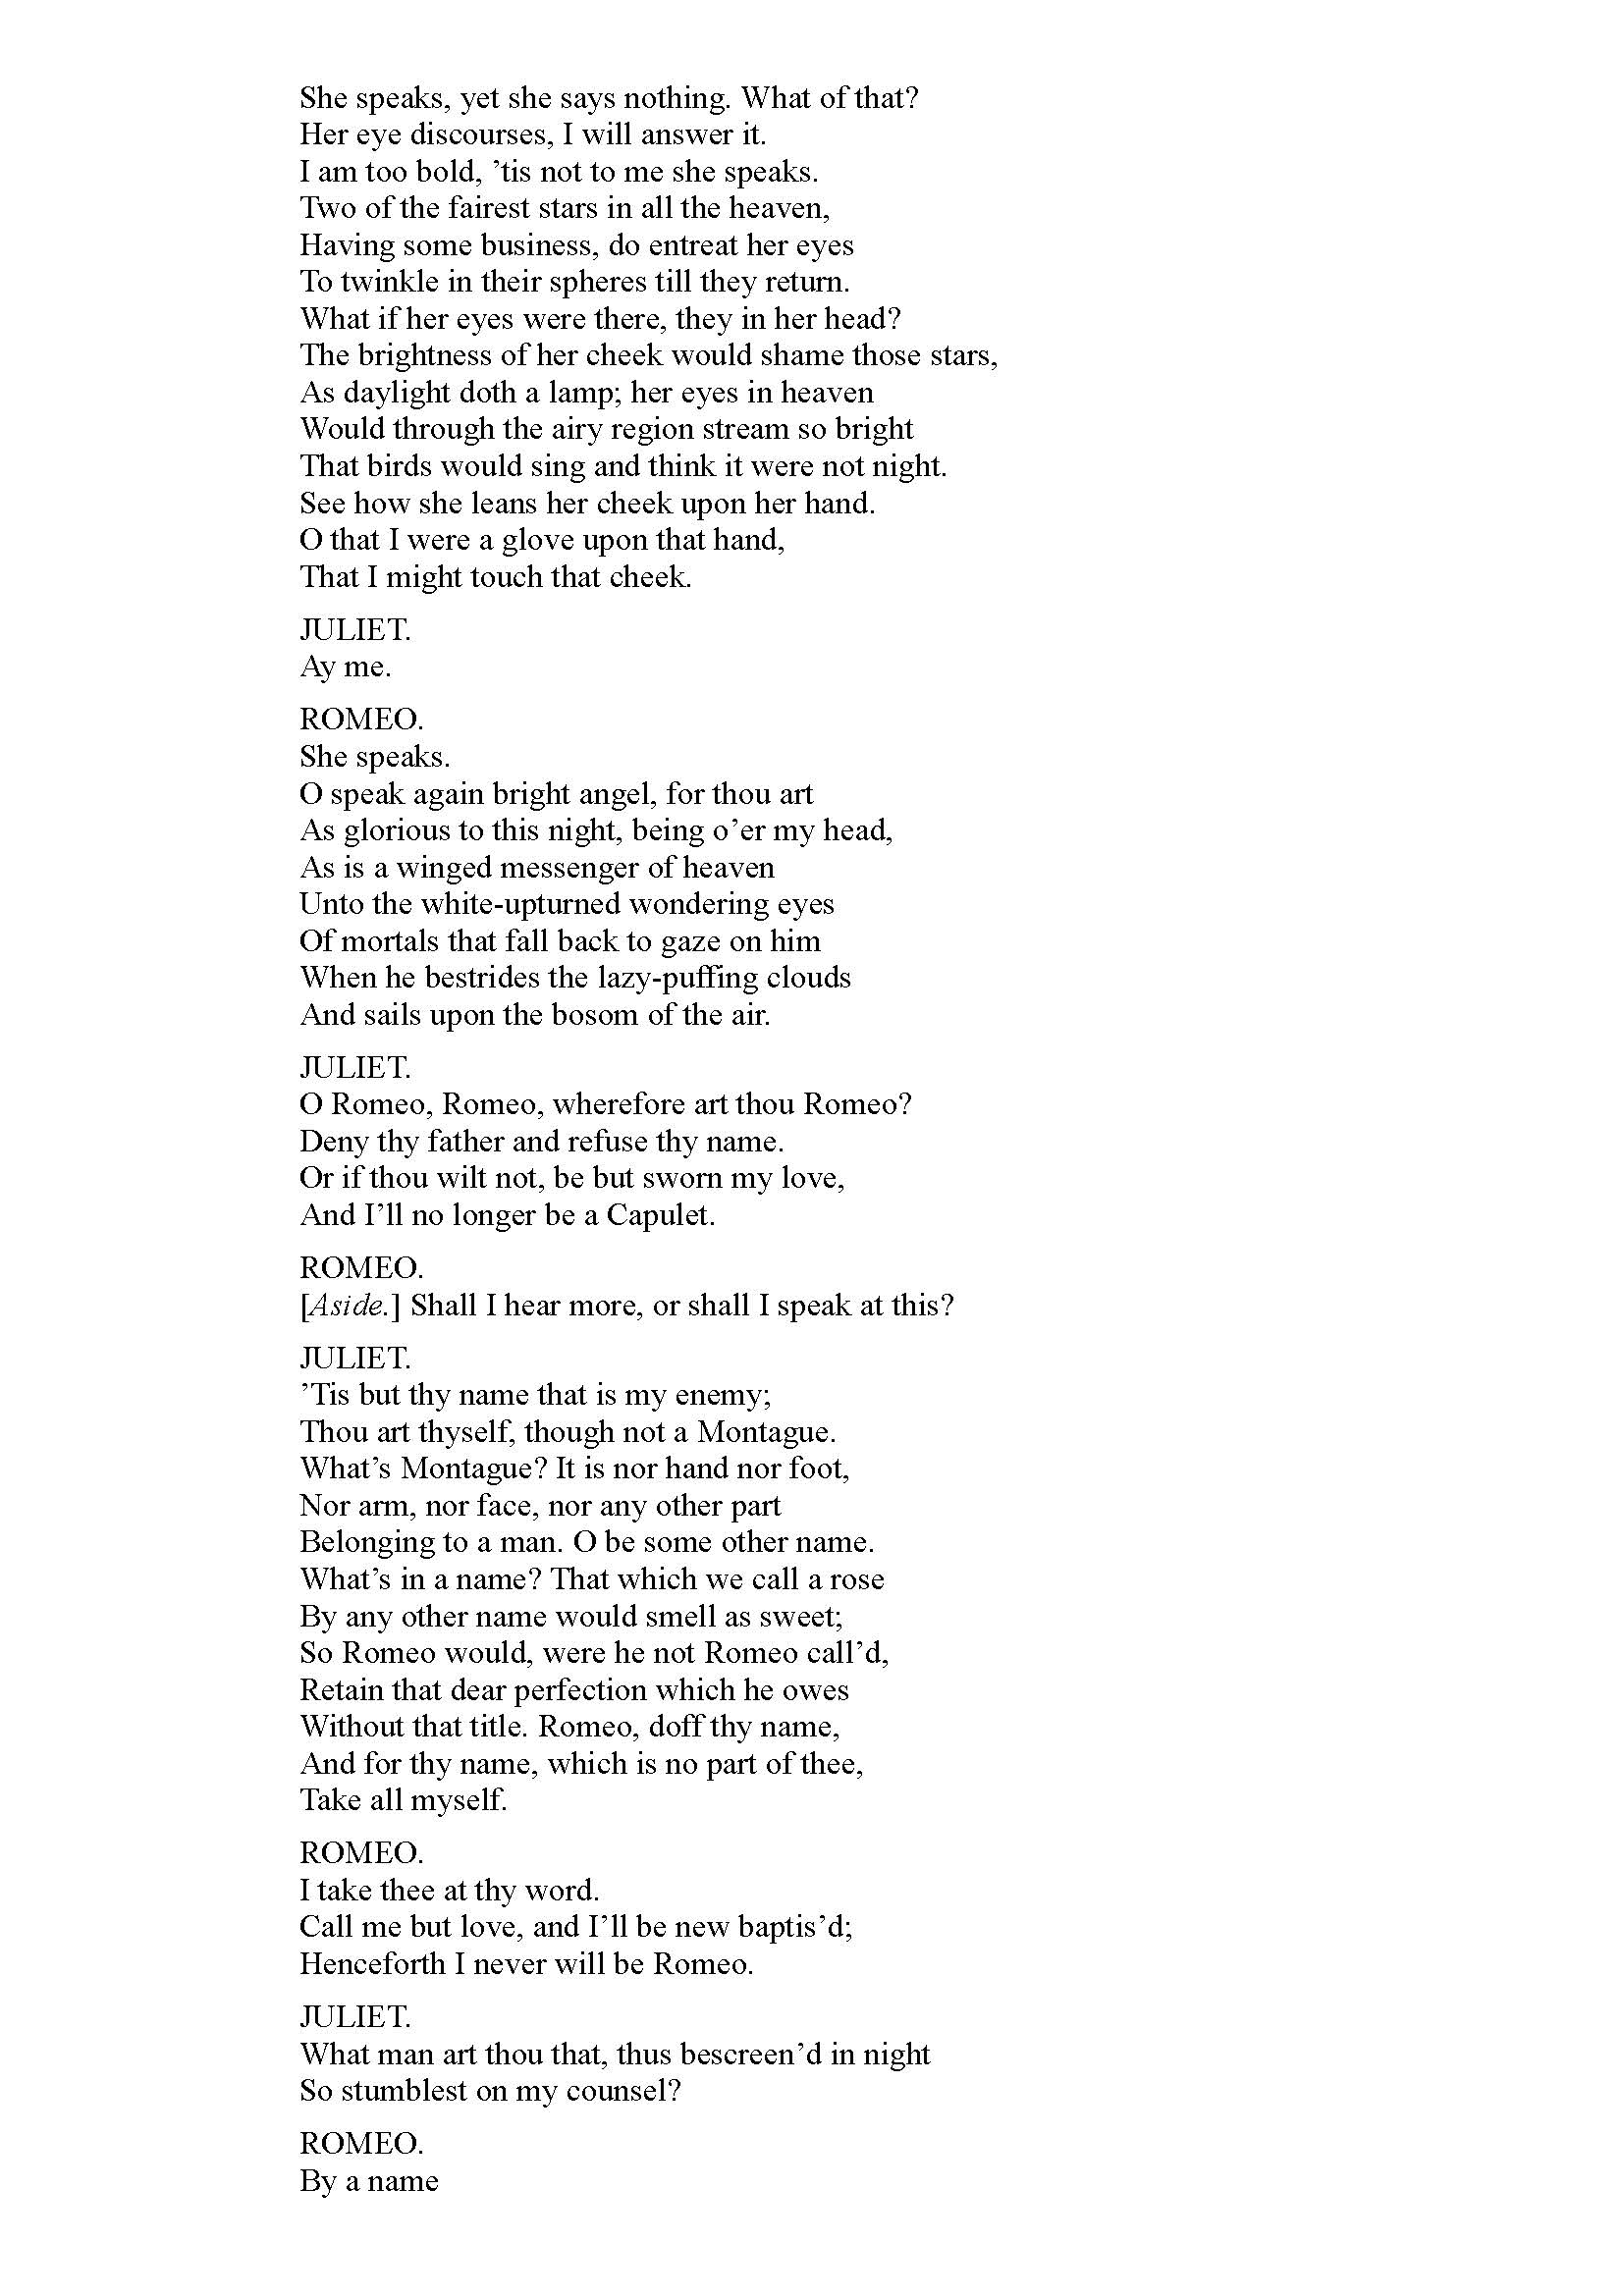 She speaks, yet she says nothing. What of that?
Her eye discourses, I will answer it.
I am too bold, ’tis not to me she speaks.
Two of the fairest stars in all the heaven,
Having some business, do entreat her eyes
To twinkle in their spheres till they return.
What if her eyes were there, they in her head?
The brightness of her cheek would shame those stars,
As daylight doth a lamp; her eyes in heaven
Would through the airy region stream so bright
That birds would sing and think it were not night.
See how she leans her cheek upon her hand.
O that I were a glove upon that hand,
That I might touch that cheek.
JULIET.
Ay me.
ROMEO.
She speaks.
O speak again bright angel, for thou art
As glorious to this night, being o’er my head,
As is a winged messenger of heaven
Unto the white-upturned wondering eyes
Of mortals that fall back to gaze on him
When he bestrides the lazy-puffing clouds
And sails upon the bosom of the air.
JULIET.
O Romeo, Romeo, wherefore art thou Romeo?
Deny thy father and refuse thy name.
Or if thou wilt not, be but sworn my love,
And I’ll no longer be a Capulet.
ROMEO.
[Aside.] Shall I hear more, or shall I speak at this?
JULIET.
’Tis but thy name that is my enemy;
Thou art thyself, though not a Montague.
What’s Montague? It is nor hand nor foot,
Nor arm, nor face, nor any other part
Belonging to a man. O be some other name.
What’s in a name? That which we call a rose
By any other name would smell as sweet;
So Romeo would, were he not Romeo call’d,
Retain that dear perfection which he owes
Without that title. Romeo, doff thy name,
And for thy name, which is no part of thee,
Take all myself.
ROMEO.
I take thee at thy word.
Call me but love, and I’ll be new baptis’d;
Henceforth I never will be Romeo.
JULIET.
What man art thou that, thus bescreen’d in night
So stumblest on my counsel?
ROMEO.
By a name